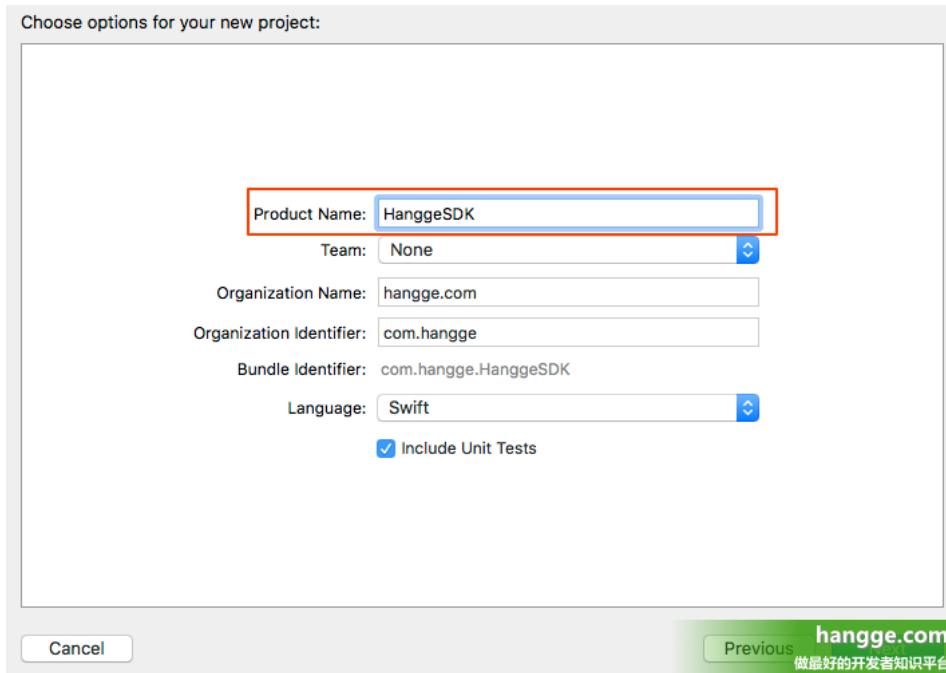 Choose options for your new project:
Product Name: HanggeSDK
Team: None
Organization Name: hangge.com
Organization Identifier: com.hangge
Bundle Identifier: com.hangge.HanggeSDK
Language: Swift
Include Unit Tests
Cancel Previous Next
hangge.com
做最好的开发者知识平台